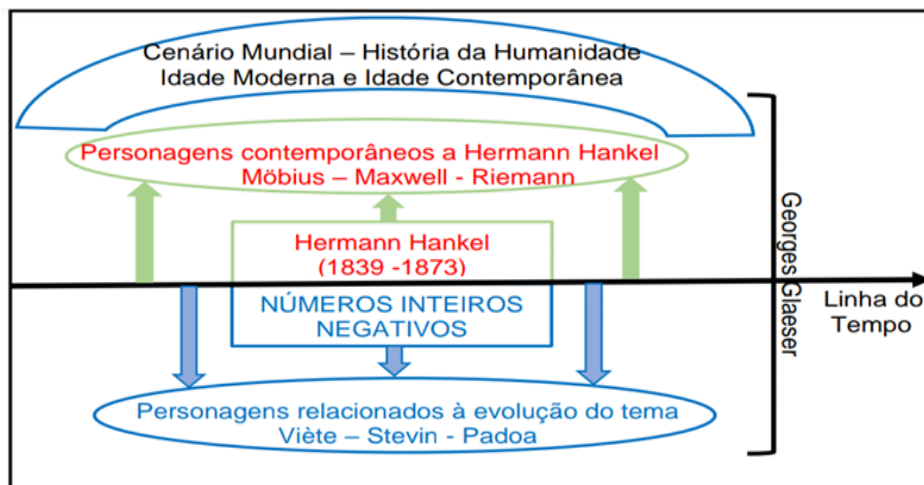 Cenário Mundial – História da Humanidade
Idade Moderna e Idade Contemporânea
Personagens contemporâneos a Hermann Hankel
Möbius – Maxwell - Riemann
Hermann Hankel
(1839 -1873)
NÚMEROS INTEIROS
NEGATIVOS
Personagens relacionados à evolução do tema
Viète – Stevin - Padoa
Georges Glaeser
Linha do
Tempo